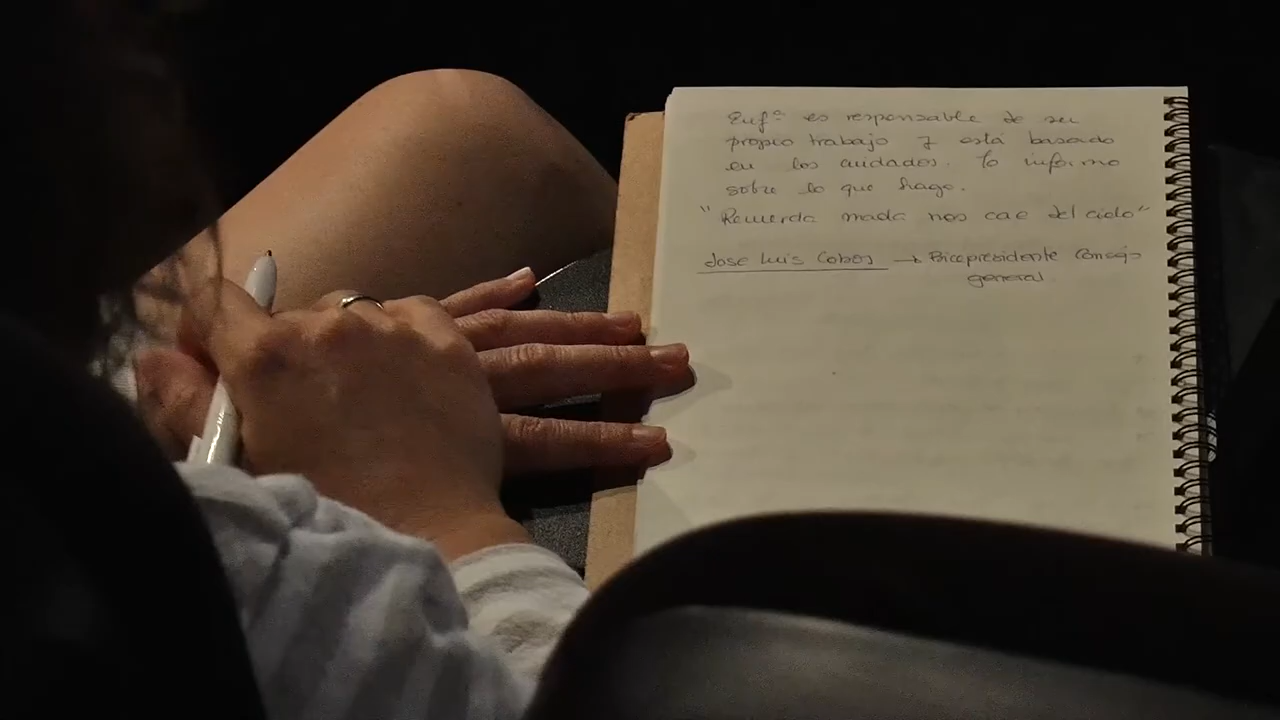 Enfª es responsable de su
propio trabajo y está basado
en los cuidados. Yo informo
sobre lo que hago.
"Recuerda nada nos cae del cielo"
Jose Luis Cobos → Vicepresidente Consejo
general